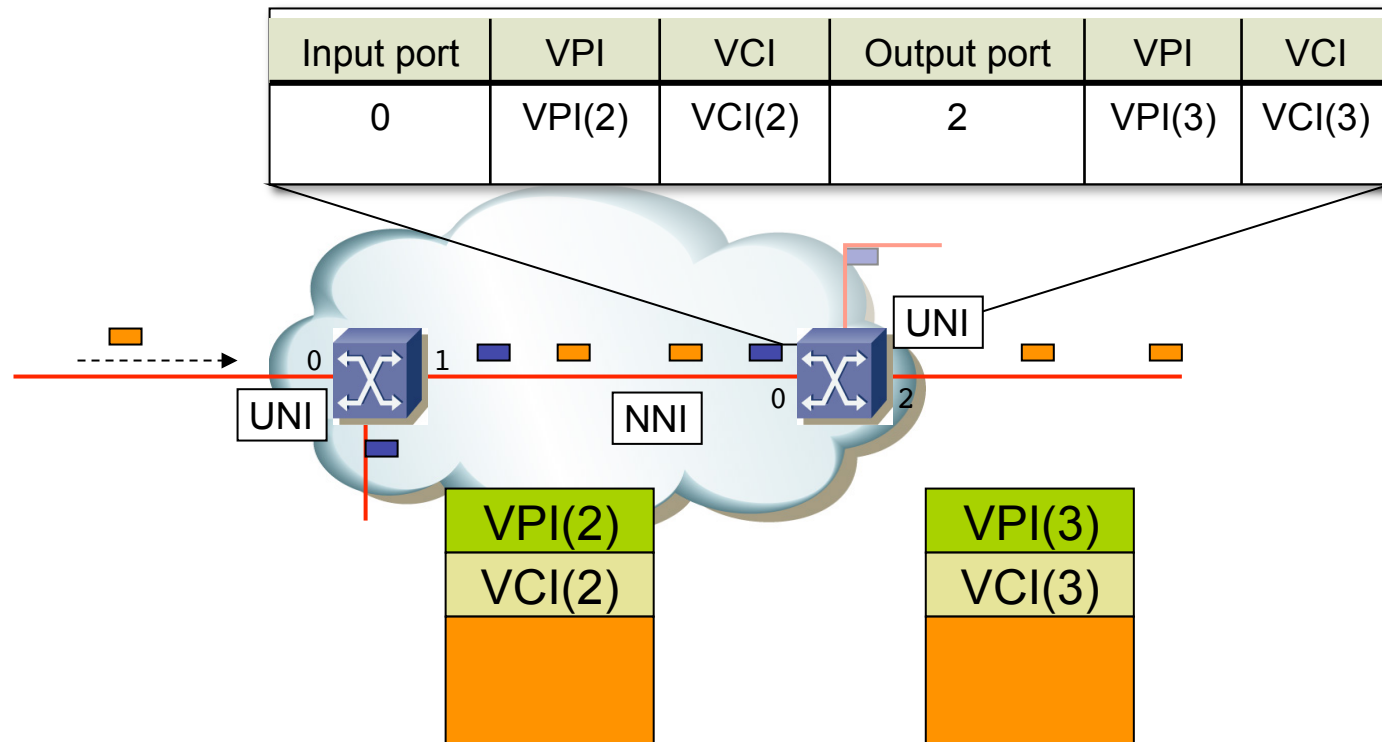 Input port VPI VCI Output port VPI VCI
0 VPI(2) VCI(2) 2 VPI(3) VCI(3)
UNI
0 1
UNI
NNI
0 2
VPI(2) VPI(3)
VCI(2) VCI(3)